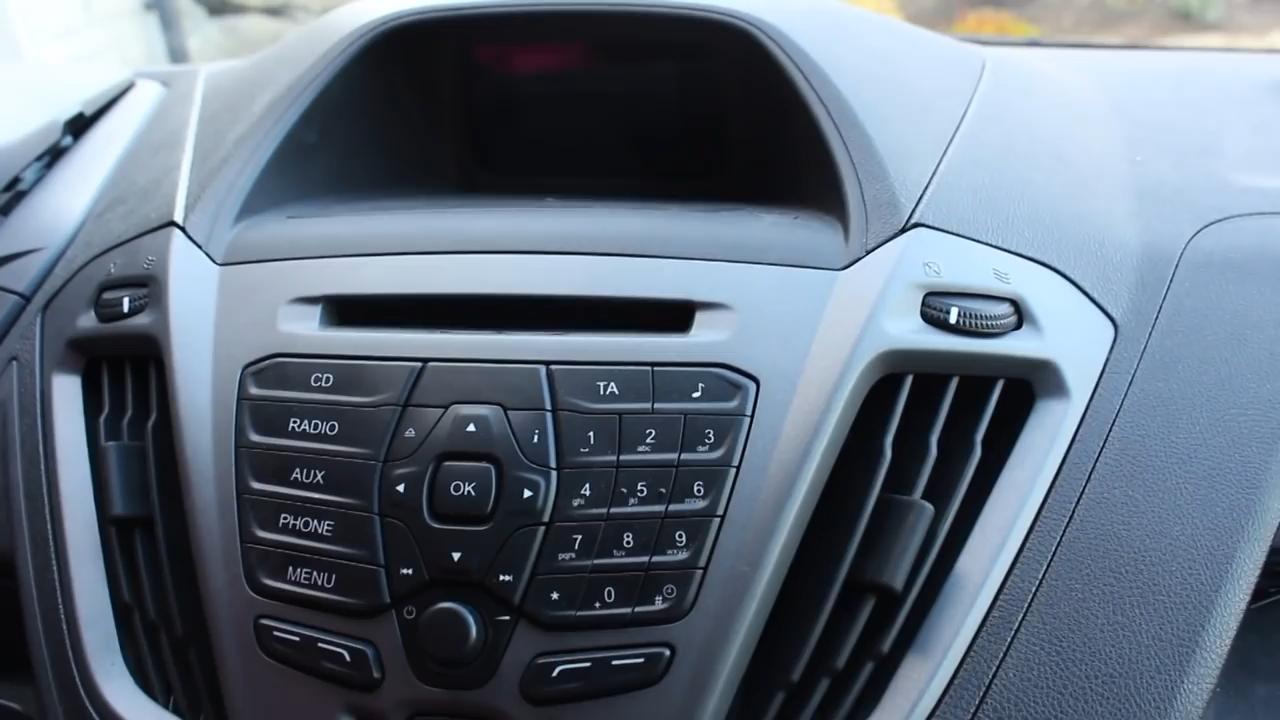 CD
TA
RADIO
i
1
2
abc
3
def
AUX
OK
4
ghi
5
jkl
6
mno
PHONE
7
pqrs
8
tuv
9
wxyz
MENU
*
+0
#